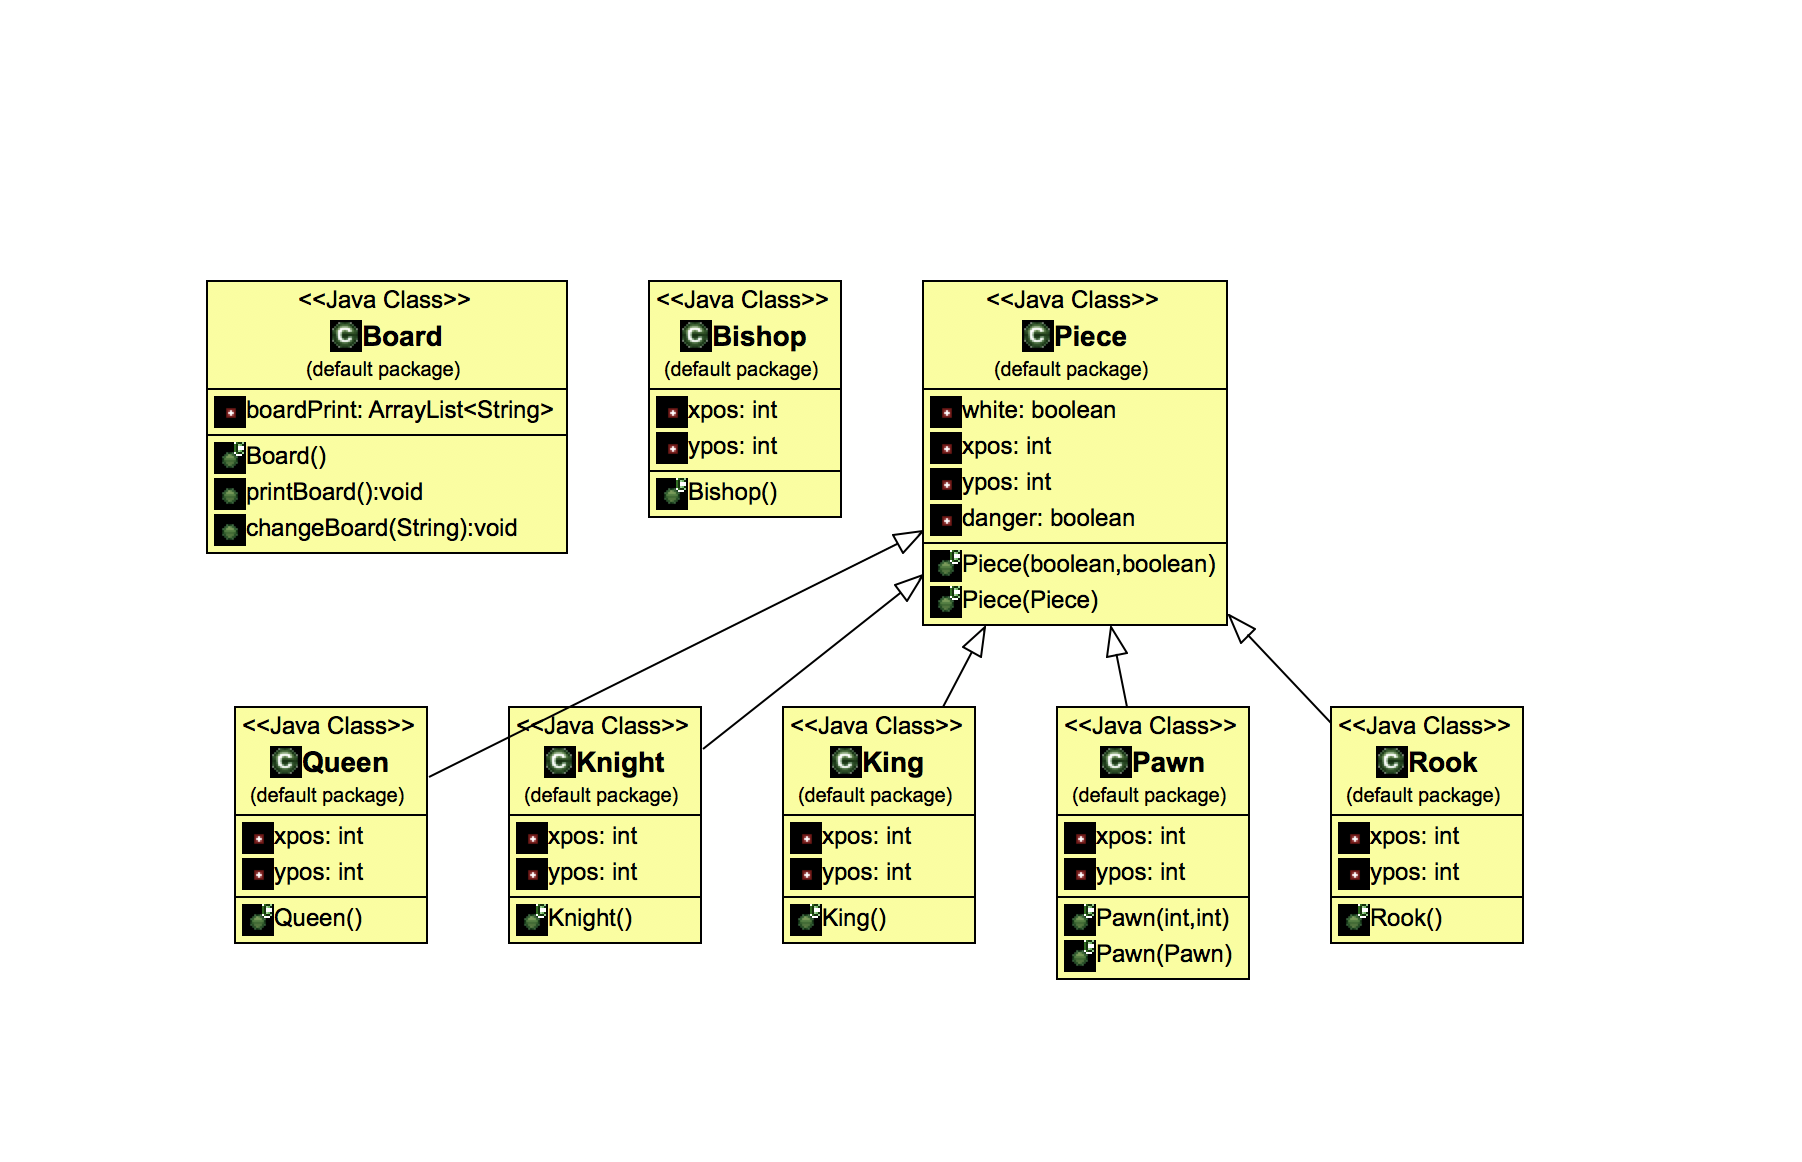 <<Java Class>>
Board
(default package)
boardPrint: ArrayList<String>
Board()
printBoard():void
changeBoard(String):void
<<Java Class>>
Bishop
(default package)
xpos: int
ypos: int
Bishop()
<<Java Class>>
Piece
(default package)
white: boolean
xpos: int
ypos: int
danger: boolean
Piece(boolean,boolean)
Piece(Piece)
<<Java Class>>
Queen
(default package)
xpos: int
ypos: int
Queen()
<<Java Class>>
Knight
(default package)
xpos: int
ypos: int
Knight()
<<Java Class>>
King
(default package)
xpos: int
ypos: int
King()
<<Java Class>>
Pawn
(default package)
xpos: int
ypos: int
Pawn(int,int)
Pawn(Pawn)
<<Java Class>>
Rook
(default package)
xpos: int
ypos: int
Rook()